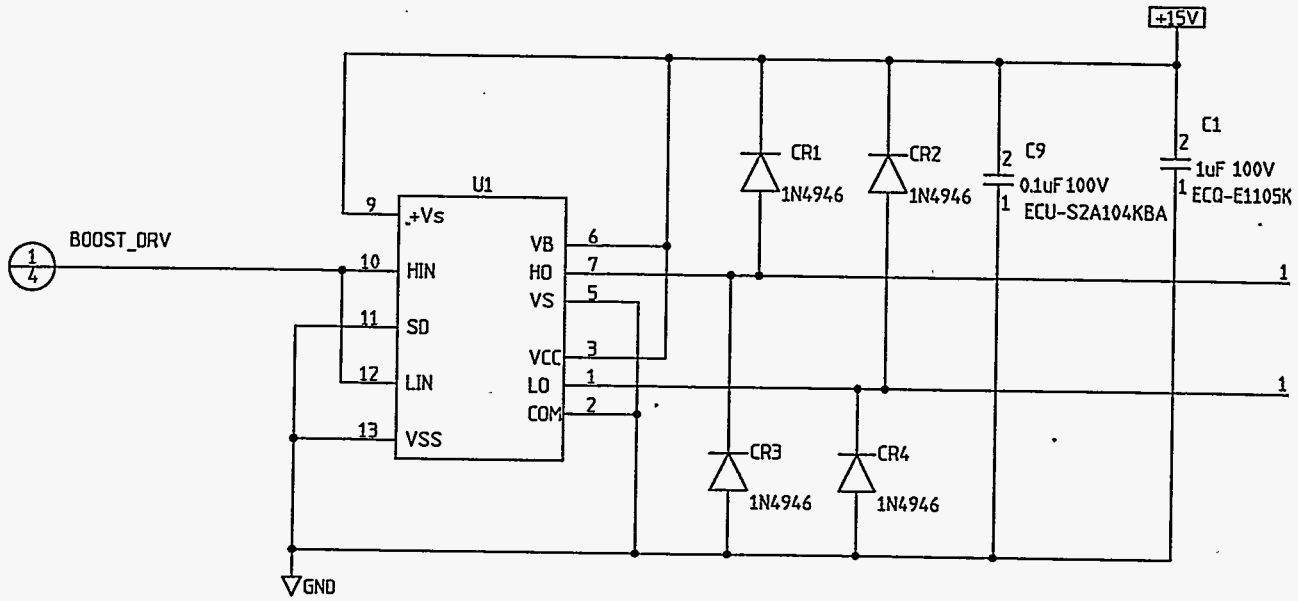 +15V
C1
2
1uF 100V
1
ECQ-E1105K
C9
2
0.1uF 100V
1
ECU-S2A104KBA
CR1
1N4946
CR2
1N4946
U1
9
+Vs
BOOST_DRV
1
4
10
HIN
11
SD
12
LIN
13
VSS
VB
6
HO
7
VS
5
VCC
3
LO
1
COM
2
1
1
CR3
1N4946
CR4
1N4946
GND